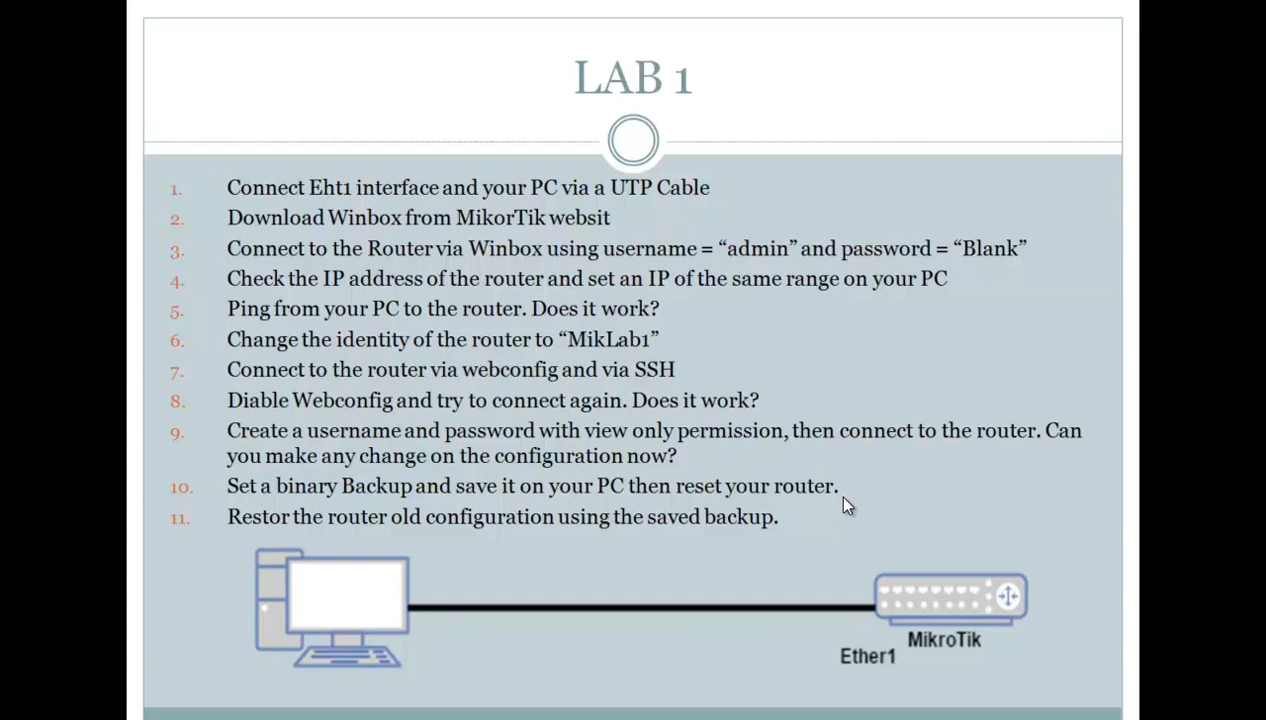 LAB 1
1. Connect Eht1 interface and your PC via a UTP Cable
2. Download Winbox from MikorTik websit
3. Connect to the Router via Winbox using username = “admin” and password = “Blank”
4. Check the IP address of the router and set an IP of the same range on your PC
5. Ping from your PC to the router. Does it work?
6. Change the identity of the router to “MikLab1”
7. Connect to the router via webconfig and via SSH
8. Diable Webconfig and try to connect again. Does it work?
9. Create a username and password with view only permission, then connect to the router. Can
you make any change on the configuration now?
10. Set a binary Backup and save it on your PC then reset your router.
11. Restor the router old configuration using the saved backup.
MikroTik
Ether1